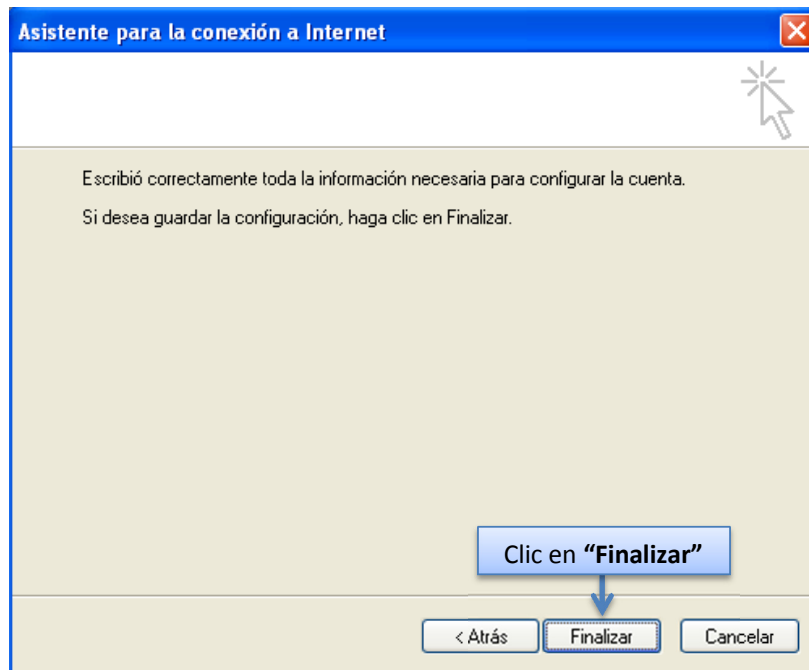 Asistente para la conexión a Internet
Escribió correctamente toda la información necesaria para configurar la cuenta.
Si desea guardar la configuración, haga clic en Finalizar.
Clic en “Finalizar”
< Atrás
Finalizar
Cancelar